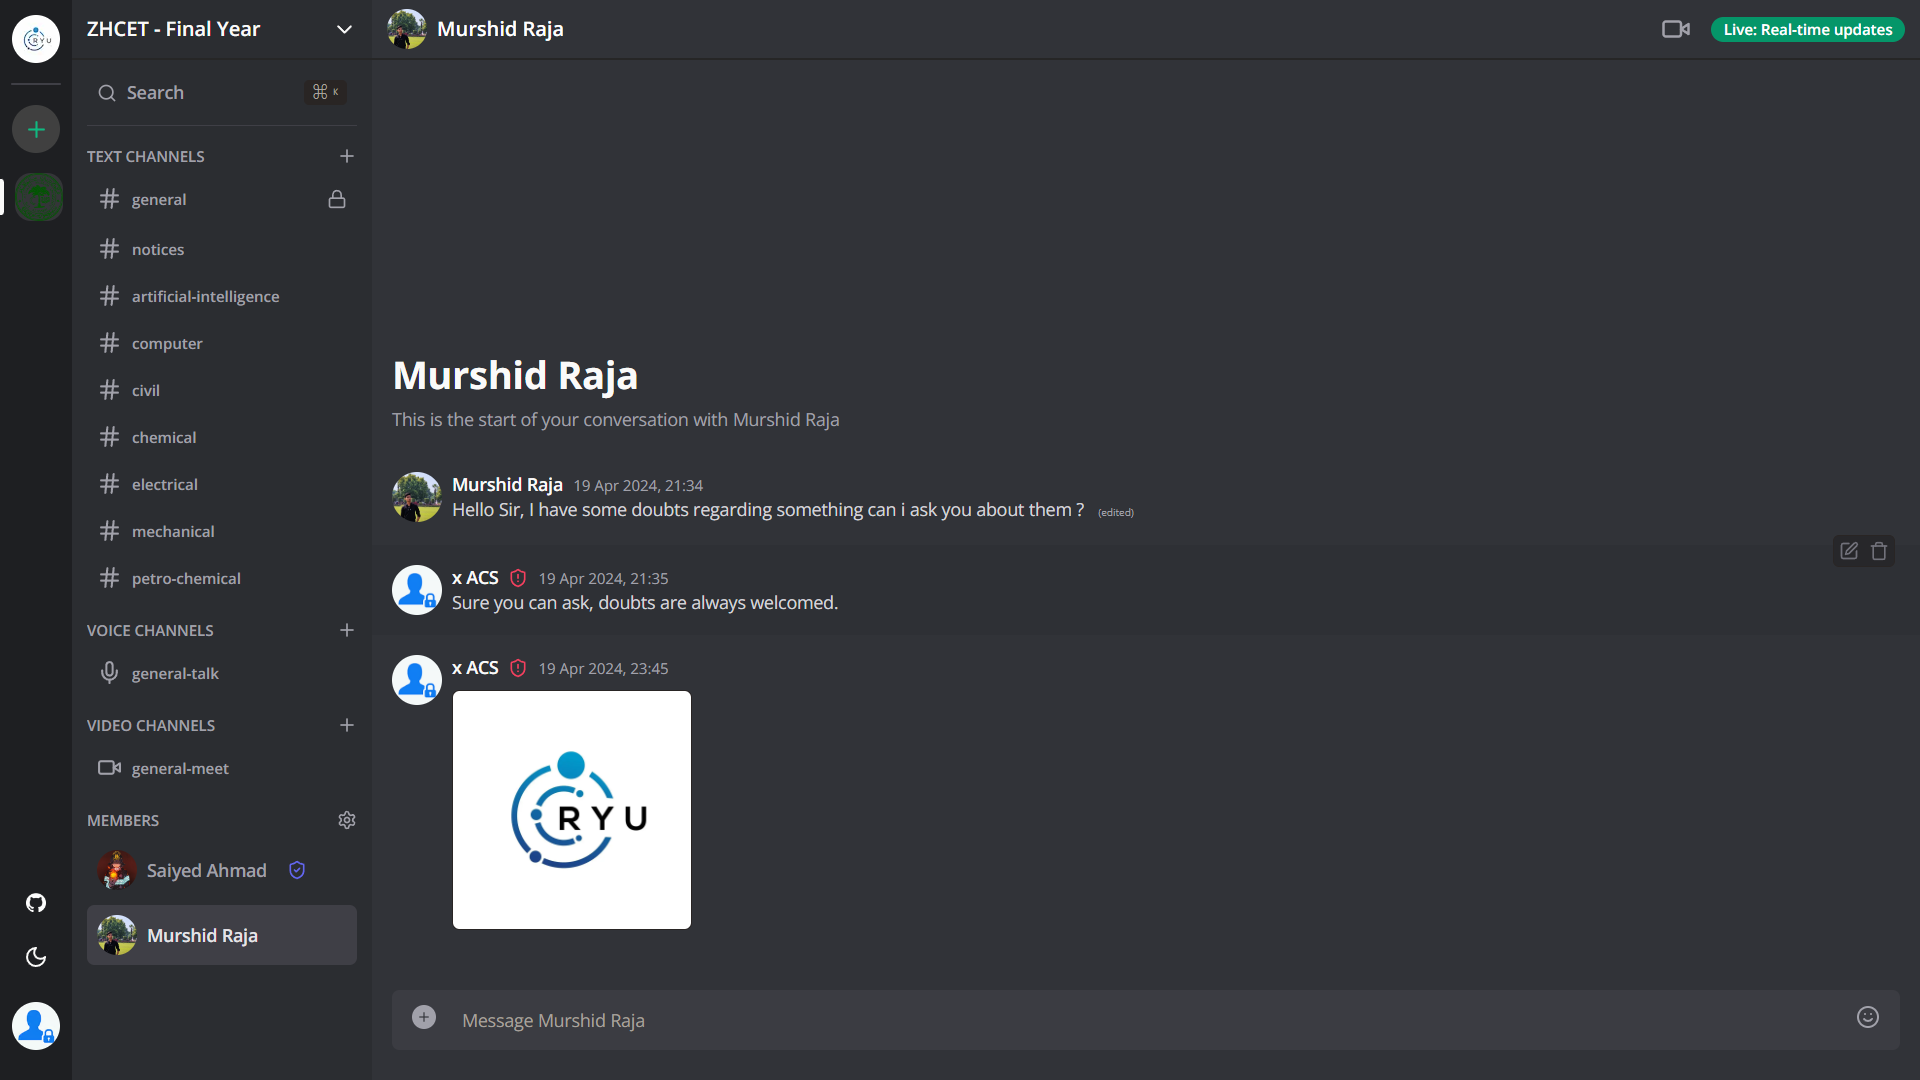 RYU
ZHCET - Final Year
Search
⌘ K
TEXT CHANNELS
general
notices
artificial-intelligence
computer
civil
chemical
electrical
mechanical
petro-chemical
VOICE CHANNELS
general-talk
VIDEO CHANNELS
general-meet
MEMBERS
Saiyed Ahmad
Murshid Raja
Murshid Raja
Live: Real-time updates
Murshid Raja
This is the start of your conversation with Murshid Raja
Murshid Raja 19 Apr 2024, 21:34
Hello Sir, I have some doubts regarding something can i ask you about them ? (edited)
x ACS 19 Apr 2024, 21:35
Sure you can ask, doubts are always welcomed.
x ACS 19 Apr 2024, 23:45
RYU
Message Murshid Raja